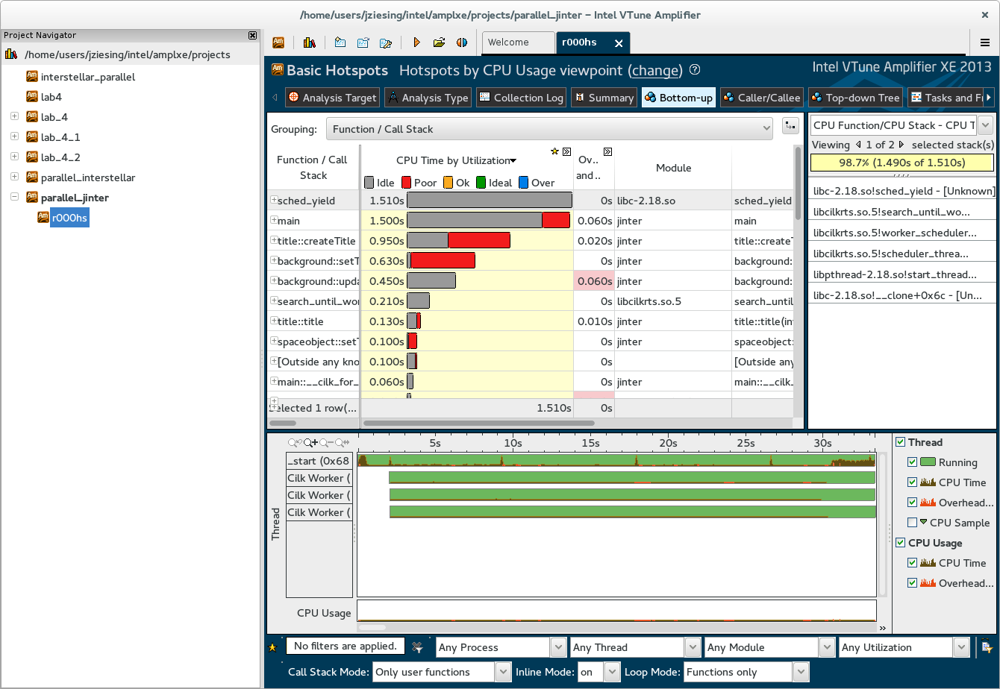 /home/users/jziesing/intel/amplxe/projects/parallel_jinter – Intel VTune Amplifier
Project Navigator
/home/users/jziesing/intel/amplxe/projects
interstellar_parallel
lab4
lab_4
lab_4_1
lab_4_2
parallel_interstellar
parallel_jinter
r000hs
Welcome
r000hs
Basic Hotspots Hotspots by CPU Usage viewpoint (change)
Intel VTune Amplifier XE 2013
Analysis Target
Analysis Type
Collection Log
Summary
Bottom-up
Caller/Callee
Top-down Tree
Tasks and Fr
Grouping: Function / Call Stack
Function / Call
Stack
CPU Time by Utilization
Idle Poor Ok Ideal Over
Ov..
and ..
Module
sched_yield 1.510s 0s libc-2.18.so sched_yield
main 1.500s 0.060s jinter main
title::createTitle 0.950s 0.020s jinter title::createT
background::setT 0.630s 0s jinter background:
background::upda 0.450s 0.060s jinter background:
search_until_wor 0.210s 0s libcilkrts.so.5 search_until
title::title 0.130s 0.010s jinter title::title(in
spaceobject::setT 0.100s 0s jinter spaceobject:
[Outside any kno 0.100s 0s [Outside any
main::__cilk_for_ 0.060s 0s jinter main::__cilk_
Selected 1 row(... 1.510s 0s
CPU Function/CPU Stack - CPU T
Viewing 1 of 2 selected stack(s)
98.7% (1.490s of 1.510s)
libc-2.18.so!sched_yield - [Unknown]
libcilkrts.so.5!search_until_wo...
libcilkrts.so.5!worker_scheduler...
libcilkrts.so.5!scheduler_threa...
libpthread-2.18.so!start_thread...
libc-2.18.so!__clone+0x6c - [Un...
5s 10s 15s 20s 25s 30s
Thread
_start (0x68
Cilk Worker (
Cilk Worker (
Cilk Worker (
CPU Usage
Thread
Running
CPU Time
Overhead...
CPU Sample
CPU Usage
CPU Time
Overhead...
No filters are applied.
Any Process
Any Thread
Any Module
Any Utilization
Call Stack Mode: Only user functions
Inline Mode: on
Loop Mode: Functions only